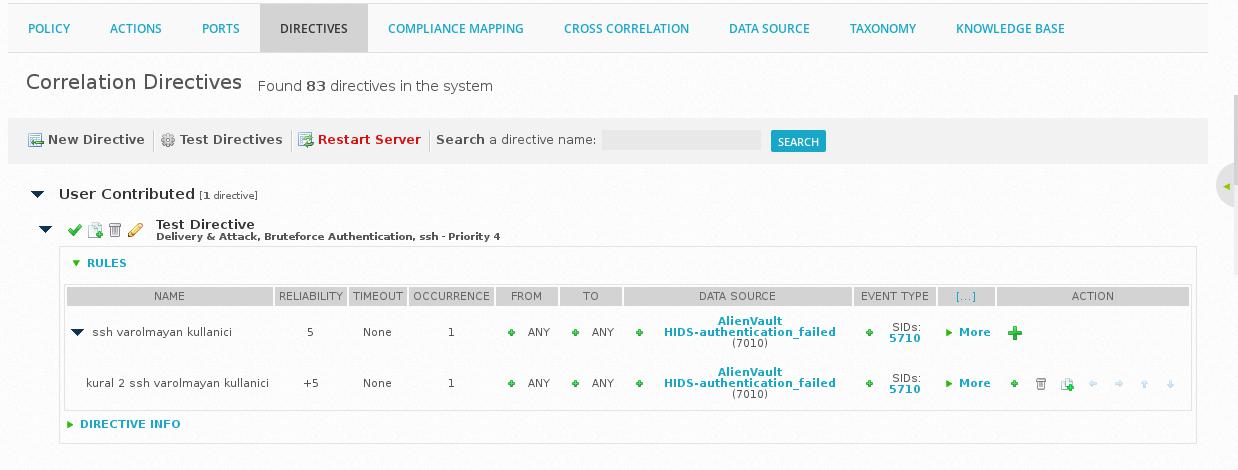 POLICY ACTIONS PORTS DIRECTIVES COMPLIANCE MAPPING CROSS CORRELATION DATA SOURCE TAXONOMY KNOWLEDGE BASE
Correlation Directives Found 83 directives in the system
New Directive Test Directives Restart Server Search a directive name: SEARCH
User Contributed [1 directive]
Test Directive
Delivery & Attack, Bruteforce Authentication, ssh - Priority 4
RULES
NAME RELIABILITY TIMEOUT OCCURRENCE FROM TO DATA SOURCE EVENT TYPE [...] ACTION
ssh varolmayan kullanici 5 None 1 ANY ANY AlienVault HIDS-authentication_failed (7010) SIDs: 5710 More
kural 2 ssh varolmayan kullanici +5 None 1 ANY ANY AlienVault HIDS-authentication_failed (7010) SIDs: 5710 More
DIRECTIVE INFO